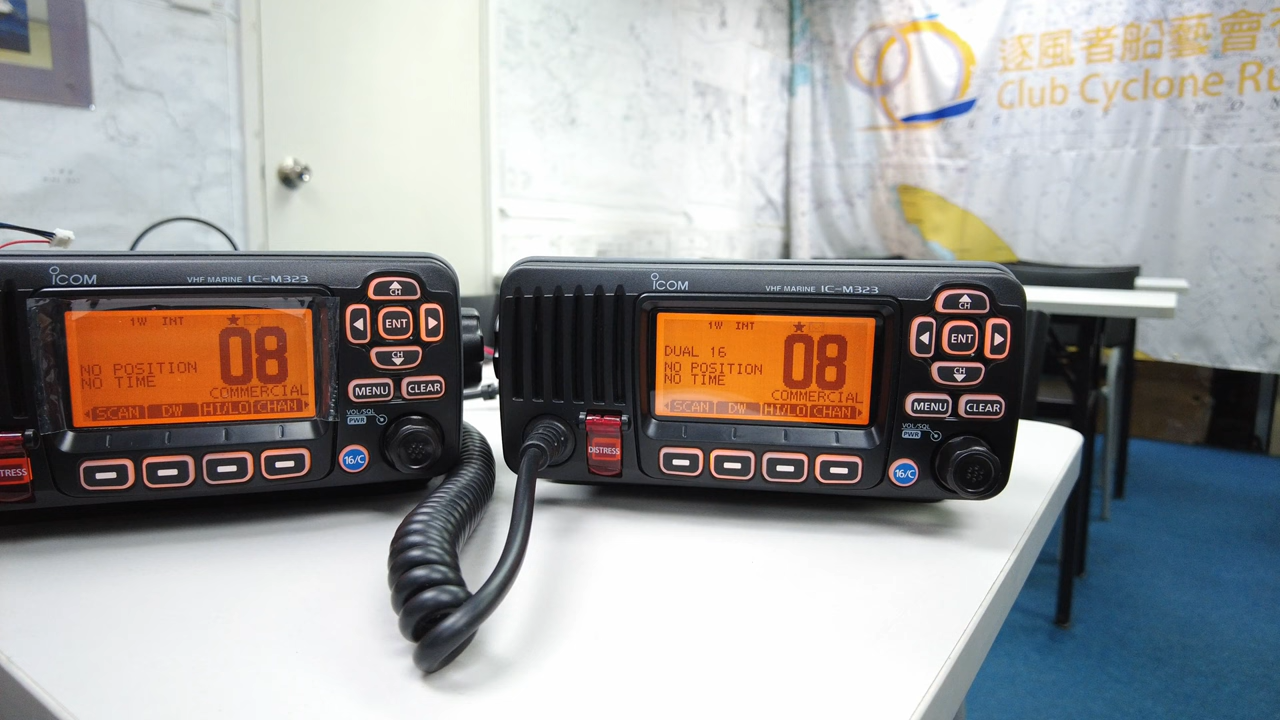 逐風者船藝會
Club Cyclone Ru
ICOM
VHF MARINE IC-M323
1W INT
08
NO POSITION
NO TIME
COMMERCIAL
SCAN DW HI/LO CHAN
CH
ENT
CH
MENU CLEAR
VOL/SQL
PWR
16/C
TRESS
ICOM
VHF MARINE IC-M323
1W INT
DUAL 16
08
NO POSITION
NO TIME
COMMERCIAL
SCAN DW HI/LO CHAN
CH
ENT
CH
MENU CLEAR
VOL/SQL
PWR
16/C
DISTRESS